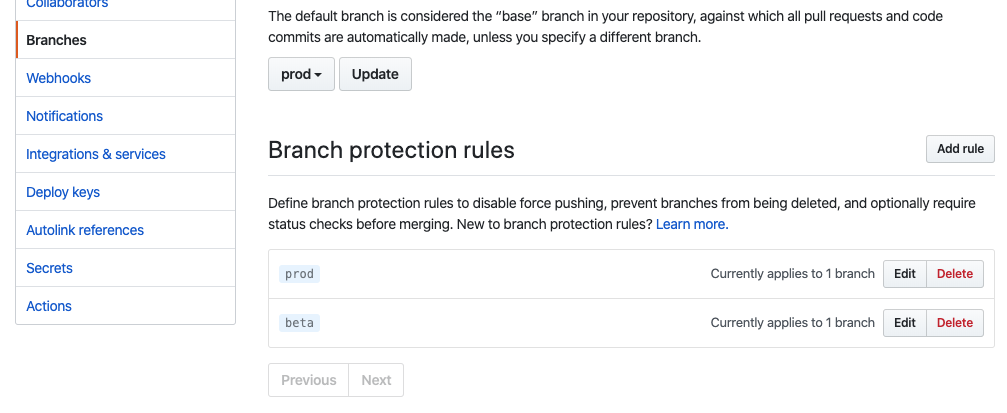 Collaborators
Branches
Webhooks
Notifications
Integrations & services
Deploy keys
Autolink references
Secrets
Actions
The default branch is considered the “base” branch in your repository, against which all pull requests and code
commits are automatically made, unless you specify a different branch.
prod Update
Branch protection rules Add rule
Define branch protection rules to disable force pushing, prevent branches from being deleted, and optionally require
status checks before merging. New to branch protection rules? Learn more.
prod Currently applies to 1 branch Edit Delete
beta Currently applies to 1 branch Edit Delete
Previous Next